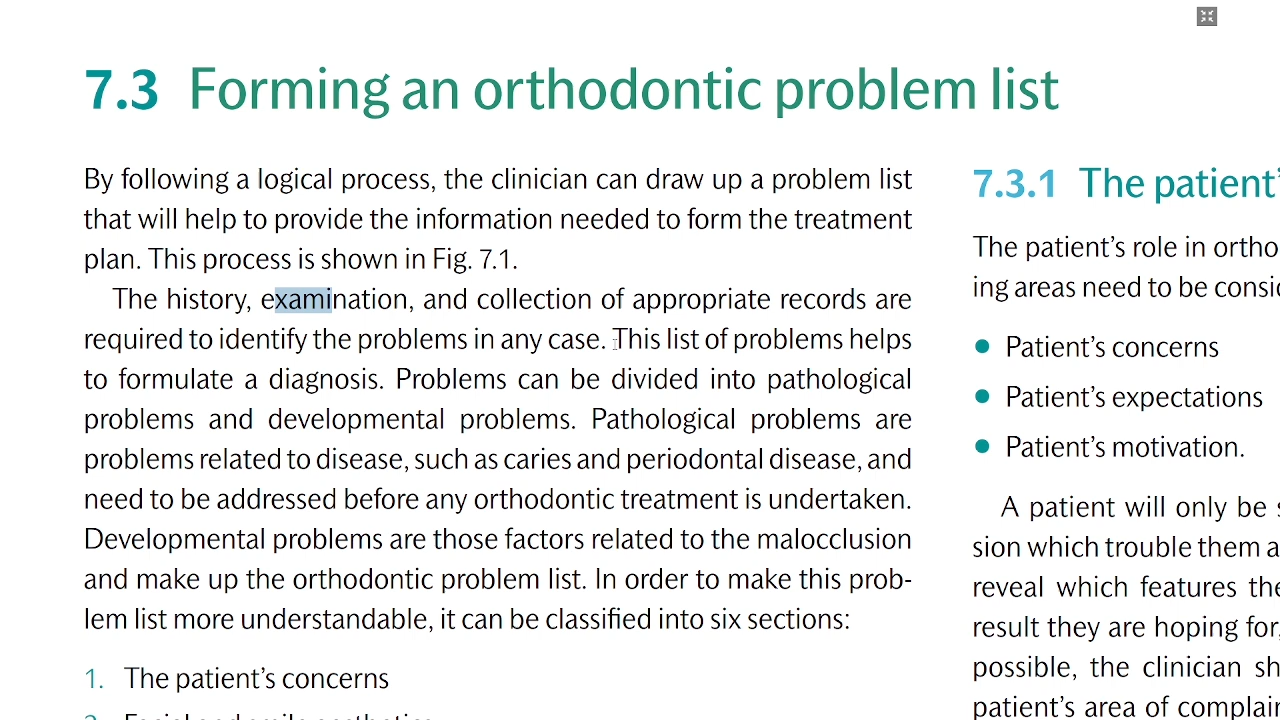 7.3 Forming an orthodontic problem list
By following a logical process, the clinician can draw up a problem list
that will help to provide the information needed to form the treatment
plan. This process is shown in Fig. 7.1.
The history, examination, and collection of appropriate records are
required to identify the problems in any case. This list of problems helps
to formulate a diagnosis. Problems can be divided into pathological
problems and developmental problems. Pathological problems are
problems related to disease, such as caries and periodontal disease, and
need to be addressed before any orthodontic treatment is undertaken.
Developmental problems are those factors related to the malocclusion
and make up the orthodontic problem list. In order to make this prob-
lem list more understandable, it can be classified into six sections:
1. The patient’s concerns
2. Facial and smile aesthetics
7.3.1 The patient’
The patient’s role in ortho
ing areas need to be consi
● Patient’s concerns
● Patient’s expectations
● Patient’s motivation.
A patient will only be
sion which trouble them a
reveal which features the
result they are hoping for,
possible, the clinician sh
patient’s area of complain